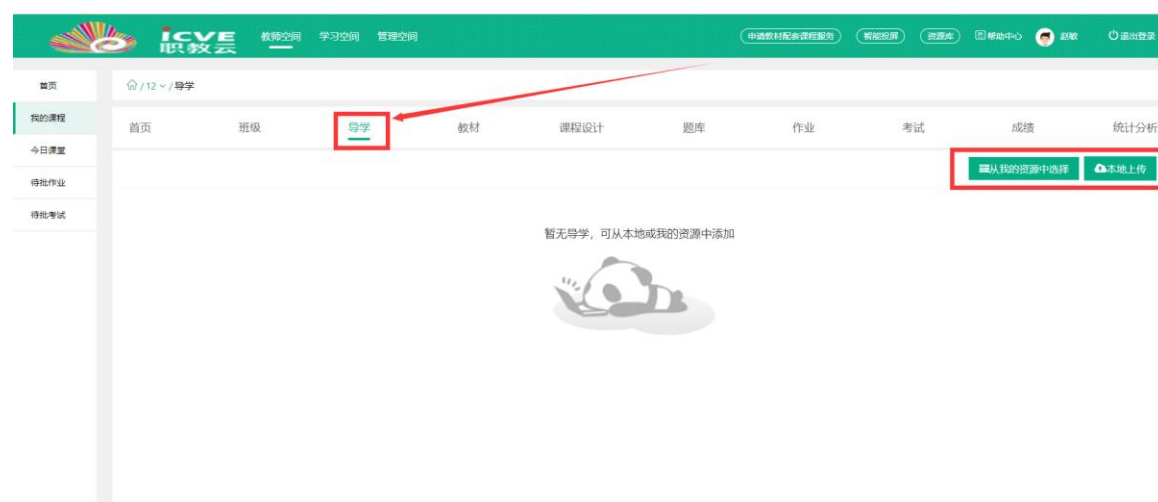 icve 职教云 教师空间 学习空间 管理空间 申请教材配套课程服务 智能投屏 资源库 帮助中心 赵敏 退出登录
首页 /12 /导学
我的课程
首页 班级 导学 教材 课程设计 题库 作业 考试 成绩 统计分析
今日课堂
从我的资源中选择 本地上传
待批作业
待批考试
暂无导学，可从本地或我的资源中添加